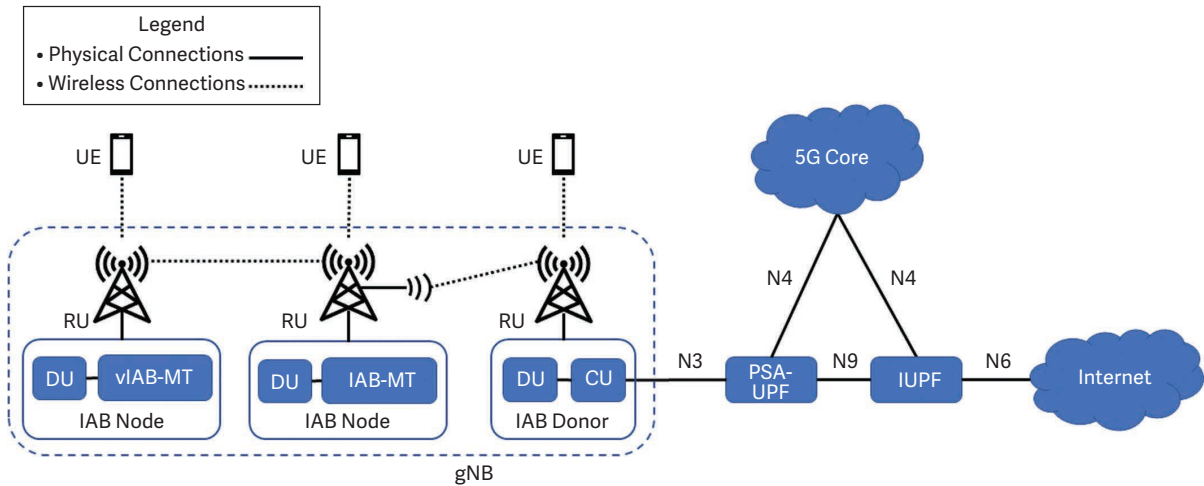 Legend
• Physical Connections
• Wireless Connections
UE
UE
UE
5G Core
N4
N4
RU
RU
RU
DU
vIAB-MT
IAB Node
DU
IAB-MT
IAB Node
DU
CU
IAB Donor
N3
PSA-
UPF
N9
IUPF
N6
Internet
gNB